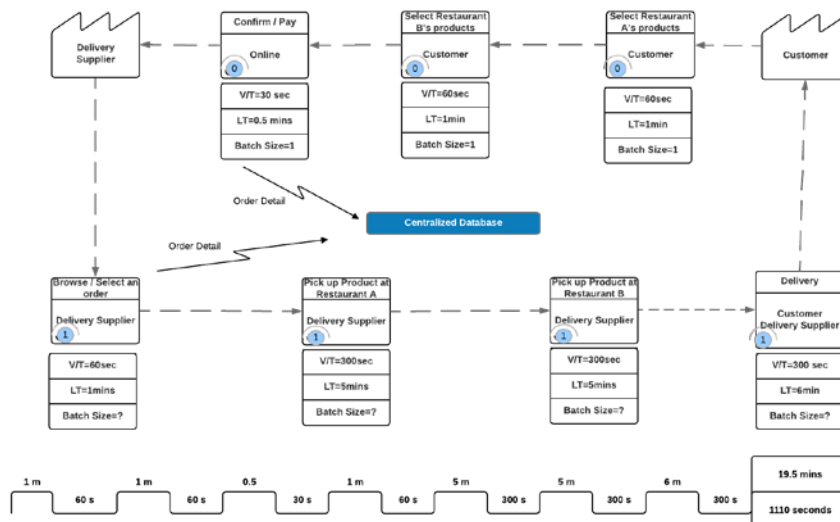 Delivery
Supplier
Confirm / Pay
Online
0
V/T=30 sec
LT=0.5 mins
Batch Size=1
Select Restaurant
B's products
Customer
0
V/T=60sec
LT=1min
Batch Size=1
Select Restaurant
A's products
Customer
0
V/T=60sec
LT=1min
Batch Size=1
Customer
Order Detail
Centralized Database
Order Detail
Browse / Select an
order
Delivery Supplier
1
V/T=60sec
LT=1mins
Batch Size=?
Pick up Product at
Restaurant A
Delivery Supplier
1
V/T=300sec
LT=5mins
Batch Size=?
Pick up Product at
Restaurant B
Delivery Supplier
1
V/T=300sec
LT=5mins
Batch Size=?
Delivery
Customer
Delivery Supplier
1
V/T=300 sec
LT=6min
Batch Size=?
1 m
60 s
1 m
60 s
0.5
30 s
1 m
60 s
5 m
300 s
5 m
300 s
6 m
300 s
19.5 mins
1110 seconds